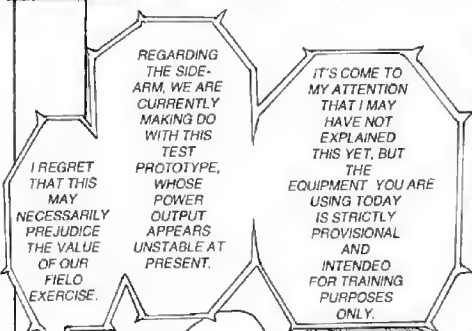 IT'S COME TO
MY ATTENTION
THAT I MAY
HAVE NOT
EXPLAINED
THIS YET, BUT
THE
EQUIPMENT YOU ARE
USING TODAY
IS STRICTLY
PROVISIONAL
AND
INTENDED
FOR TRAINING
PURPOSES
ONLY.
REGARDING
THE SIDE-
ARM, WE ARE
CURRENTLY
MAKING DO
WITH THIS
TEST
PROTOTYPE,
WHOSE
POWER
OUTPUT
APPEARS
UNSTABLE AT
PRESENT.
I REGRET
THAT THIS
MAY
NECESSARILY
PREJUDICE
THE VALUE
OF OUR
FIELD
EXERCISE.